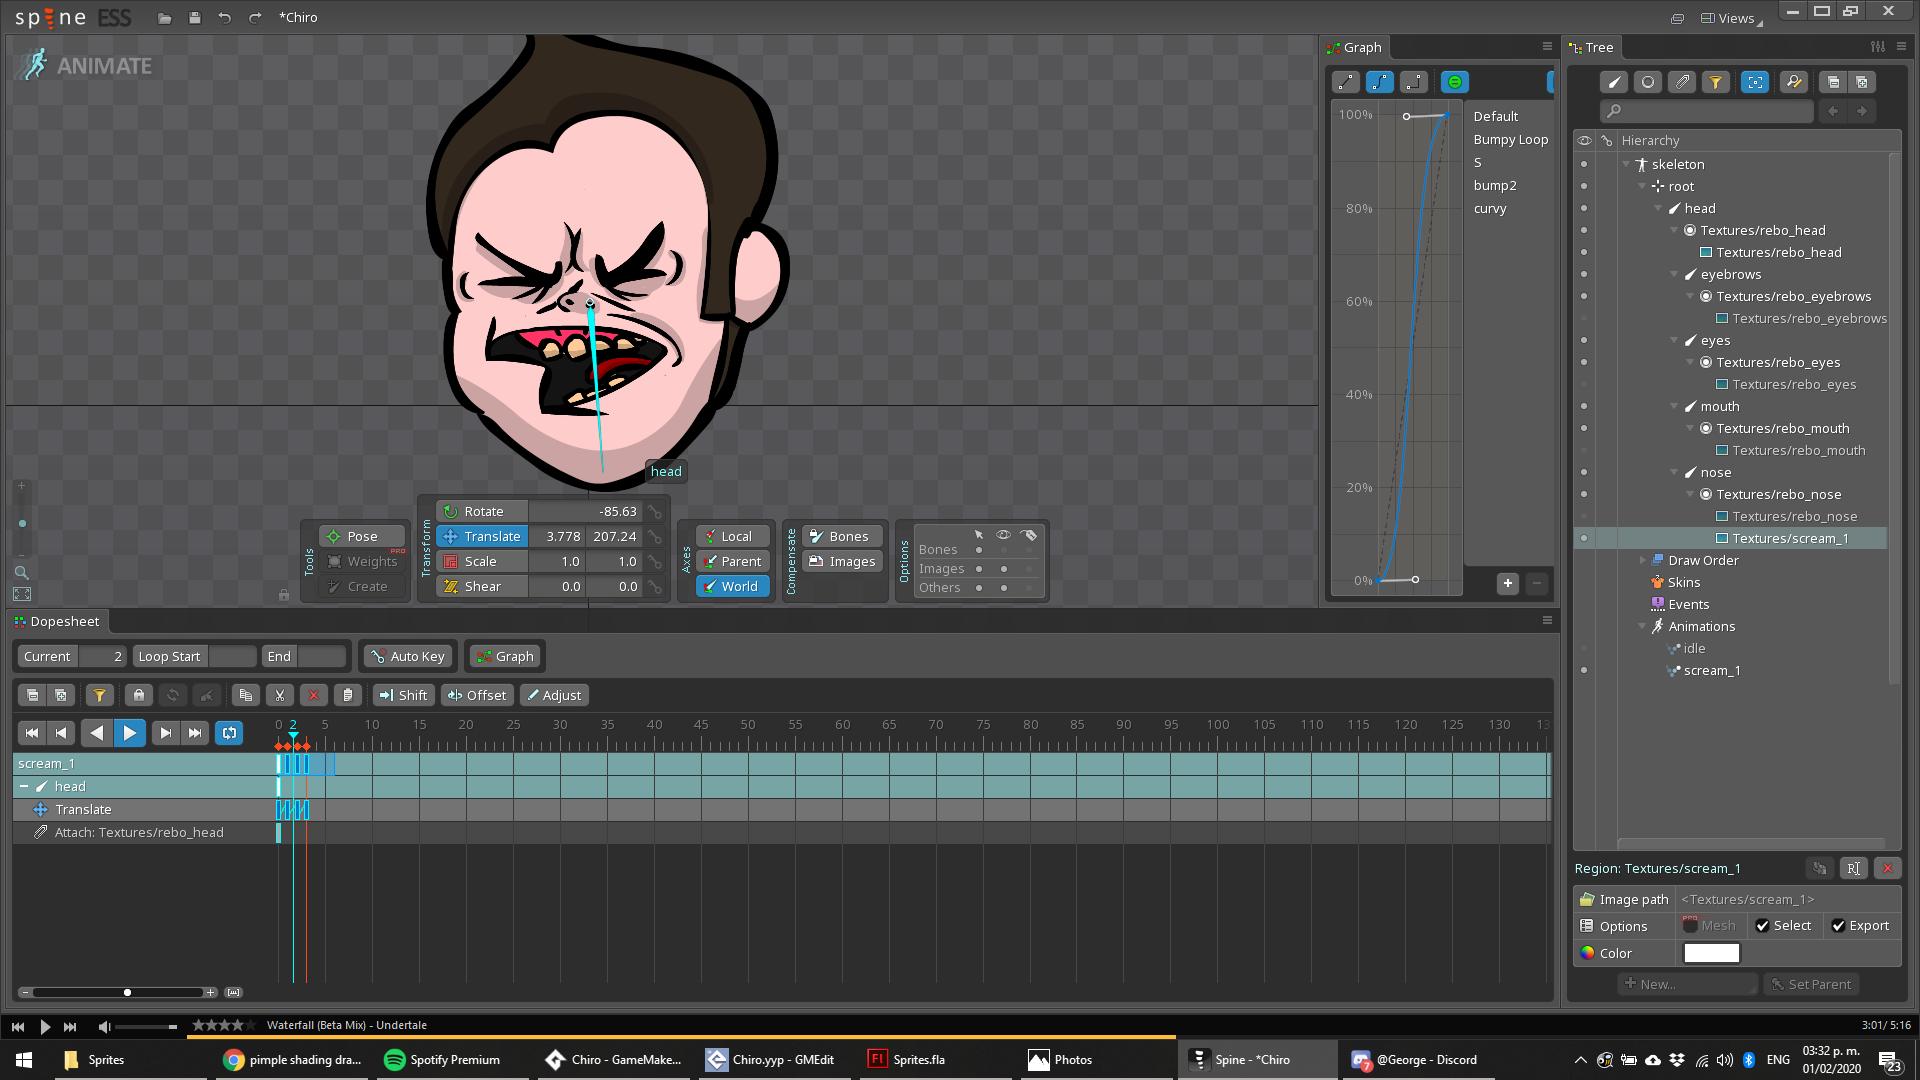 spine ESS
*Chiro
Views
ANIMATE
head
Tools
Pose
Weights
PRO
Create
Transform
Rotate -85.63
Translate 3.778 207.24
Scale 1.0 1.0
Shear 0.0 0.0
Axes
Local
Parent
World
Compensate
Bones
Images
Options
Bones
Images
Others
Graph
100%
80%
60%
40%
20%
0%
Default
Bumpy Loop
S
bump2
curvy
Tree
Hierarchy
skeleton
root
head
Textures/rebo_head
Textures/rebo_head
eyebrows
Textures/rebo_eyebrows
Textures/rebo_eyebrows
eyes
Textures/rebo_eyes
Textures/rebo_eyes
mouth
Textures/rebo_mouth
Textures/rebo_mouth
nose
Textures/rebo_nose
Textures/rebo_nose
Textures/scream_1
Draw Order
Skins
Events
Animations
idle
scream_1
Region: Textures/scream_1
Image path <Textures/scream_1>
Options PRO Mesh Select Export
Color
New... Set Parent
Dopesheet
Current 2 Loop Start End Auto Key Graph
Shift Offset Adjust
0 2 5 10 15 20 25 30 35 40 45 50 55 60 65 70 75 80 85 90 95 100 105 110 115 120 125 130 13
scream_1
head
Translate
Attach: Textures/rebo_head
Waterfall (Beta Mix) - Undertale
3:01/ 5:16
Sprites
pimple shading dra...
Spotify Premium
Chiro - GameMake...
Chiro.yyp - GMEdit
Fl Sprites.fla
Photos
Spine - *Chiro
7 @George - Discord
ENG
03:32 p. m.
01/02/2020
23